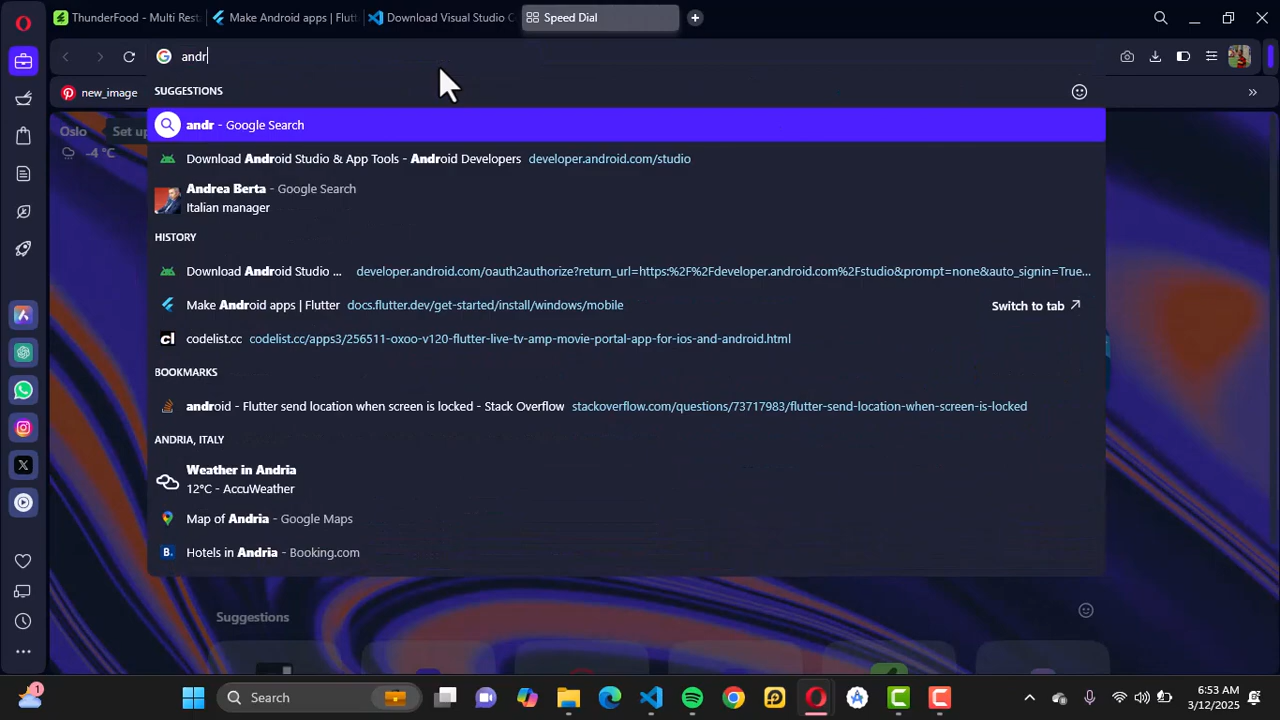 ThunderFood - Multi Rest
Make Android apps | Flutt
Download Visual Studio C
Speed Dial
andr
new_image
»
SUGGESTIONS
andr - Google Search
Download Android Studio & App Tools - Android Developers developer.android.com/studio
Andrea Berta - Google Search
Italian manager
HISTORY
Download Android Studio ... developer.android.com/oauth2authorize?return_url=https:%2F%2Fdeveloper.android.com%2Fstudio&prompt=none&auto_signin=True...
Make Android apps | Flutter docs.flutter.dev/get-started/install/windows/mobile Switch to tab
codelist.cc codelist.cc/apps3/256511-oxoo-v120-flutter-live-tv-amp-movie-portal-app-for-ios-and-android.html
BOOKMARKS
android - Flutter send location when screen is locked - Stack Overflow stackoverflow.com/questions/73717983/flutter-send-location-when-screen-is-locked
ANDRIA, ITALY
Weather in Andria
12°C - AccuWeather
Map of Andria - Google Maps
Hotels in Andria - Booking.com
Oslo
Set up
-4 °C
Suggestions
1
Search
6:53 AM
3/12/2025